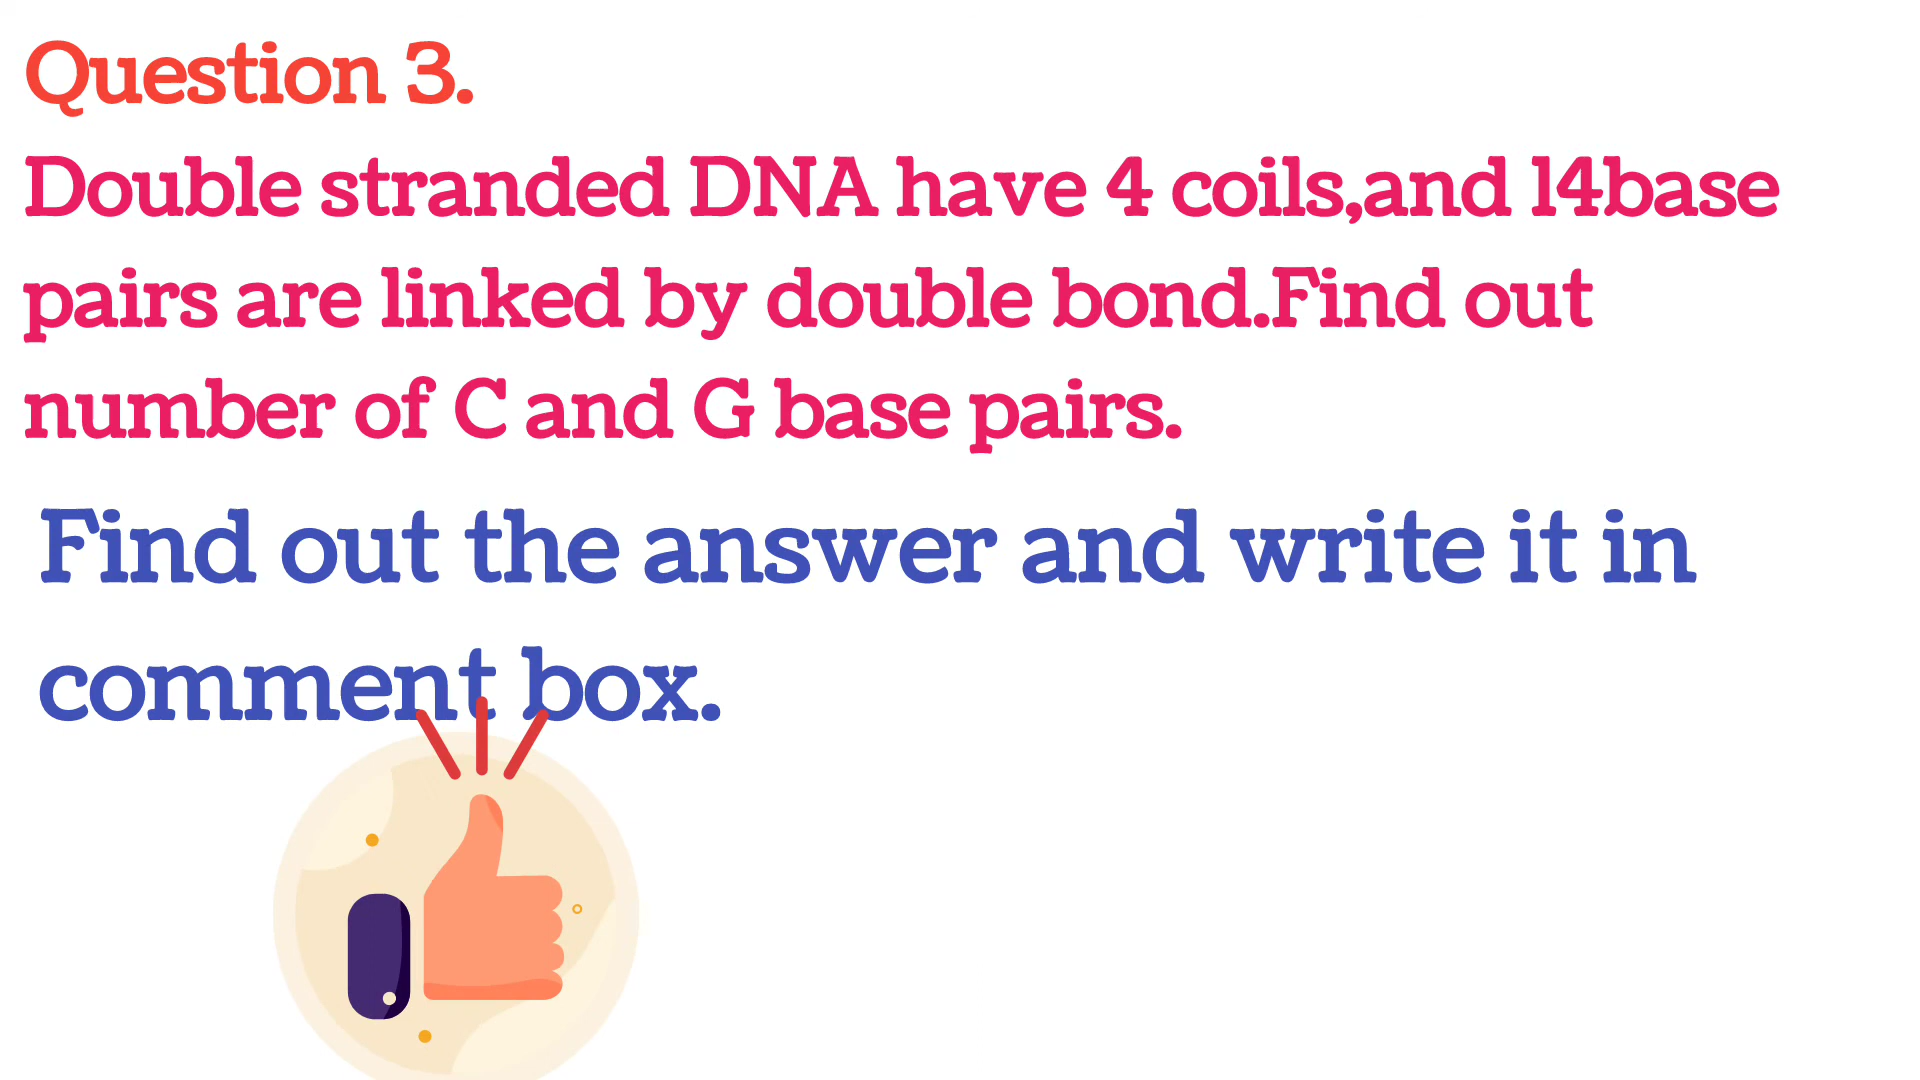 Question 3.
Double stranded DNA have 4 coils,and 14base
pairs are linked by double bond.Find out
number of C and G base pairs.
Find out the answer and write it in
comment box.